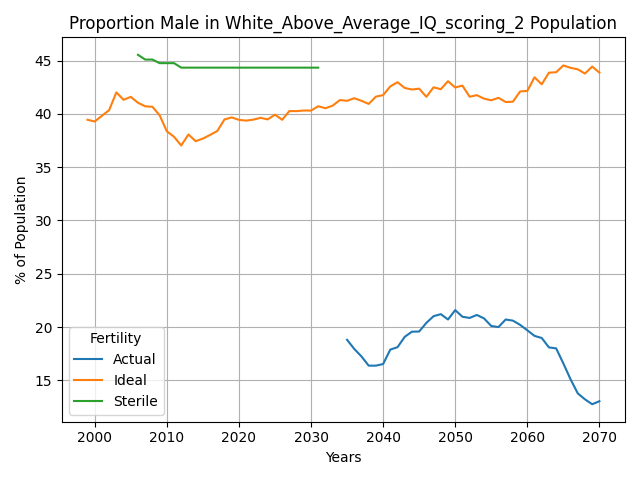 Proportion Male in White_Above_Average_IQ_scoring_2 Population
% of Population
45
40
35
30
25
20
15
Fertility
Actual
Ideal
Sterile
2000 2010 2020 2030 2040 2050 2060 2070
Years